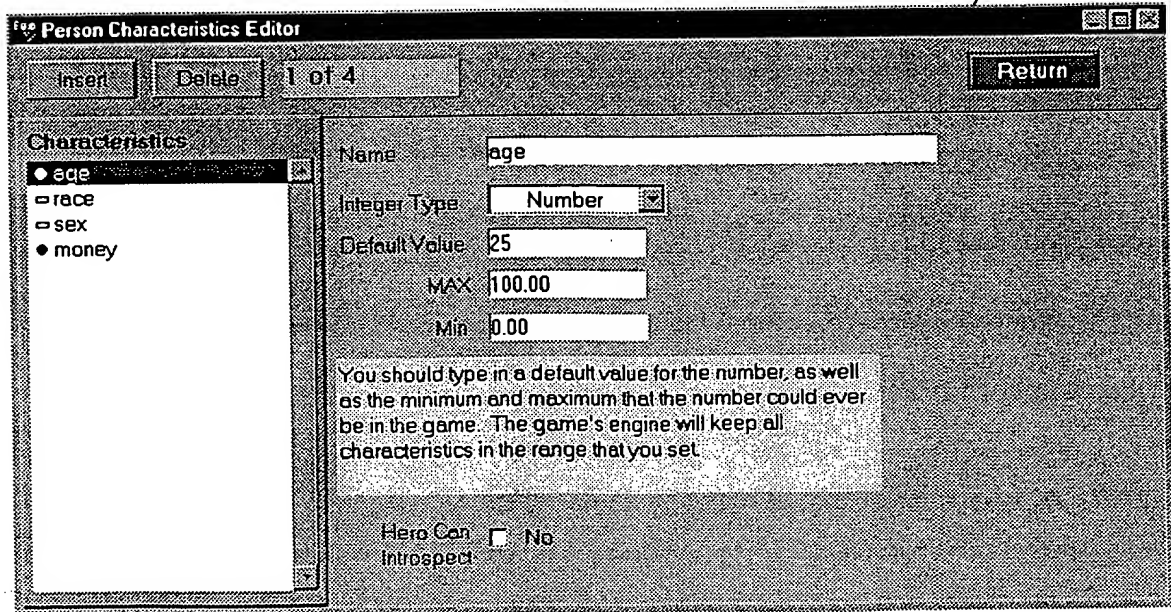 Person Characteristics Editor
Insert Delete 1 of 4 Return
Characteristics
age
race
sex
money
Name age
Integer Type Number
Default Value 25
MAX 100.00
Min 0.00
You should type in a default value for the number, as well
as the minimum and maximum that the number could ever
be in the game. The game's engine will keep all
characteristics in the range that you set.
Hero Can
Introspect No